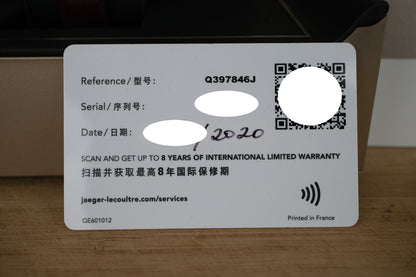 Reference / 型号: Q397846J
Serial / 序列号:
Date / 日期: /2020
SCAN AND GET UP TO 8 YEARS OF INTERNATIONAL LIMITED WARRANTY
扫描并获取最高8年国际保修期
jaeger-lecoultre.com/services
QE601012
Printed in France